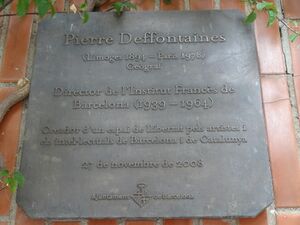 Pierre Deffontaines
(Limoges 1894 – París 1978)
Geògraf
Director de l'Institut Francès de
Barcelona (1939 – 1964)
Creador d'un espai de llibertat pels artistes i
els intel·lectuals de Barcelona i de Catalunya
27 de novembre de 2008
Ajuntament de Barcelona